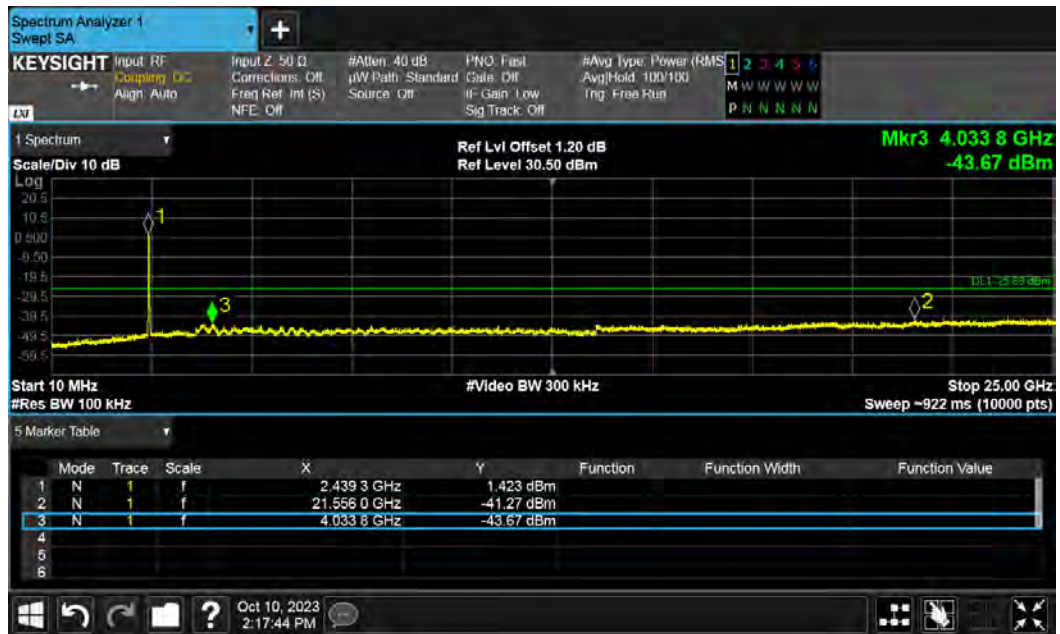 Spectrum Analyzer 1
Swept SA
+
KEYSIGHT
LXI
Input: RF
Coupling: DC
Align: Auto
Input Z: 50 Ω
Corrections: Off
Freq Ref: Int (S)
NFE: Off
#Atten: 40 dB
µW Path: Standard
Source: Off
PNO: Fast
Gate: Off
IF Gain: Low
Sig Track: Off
#Avg Type: Power (RMS
Avg|Hold: 100/100
Trig: Free Run
1 2 3 4 5 6
M W W W W W
P N N N N N
1 Spectrum
Scale/Div 10 dB
Ref Lvl Offset 1.20 dB
Ref Level 30.50 dBm
Mkr3 4.033 8 GHz
-43.67 dBm
Log
20.5
10.5
0.500
-9.50
-19.5
-29.5
-39.5
-49.5
-59.5
1
3
2
DL1 -25.69 dBm
Start 10 MHz
#Res BW 100 kHz
#Video BW 300 kHz
Stop 25.00 GHz
Sweep ~922 ms (10000 pts)
5 Marker Table
Mode Trace Scale X Y Function Function Width Function Value
1 N 1 f 2.439 3 GHz 1.423 dBm
2 N 1 f 21.556 0 GHz -41.27 dBm
3 N 1 f 4.033 8 GHz -43.67 dBm
4
5
6
?
Oct 10, 2023
2:17:44 PM